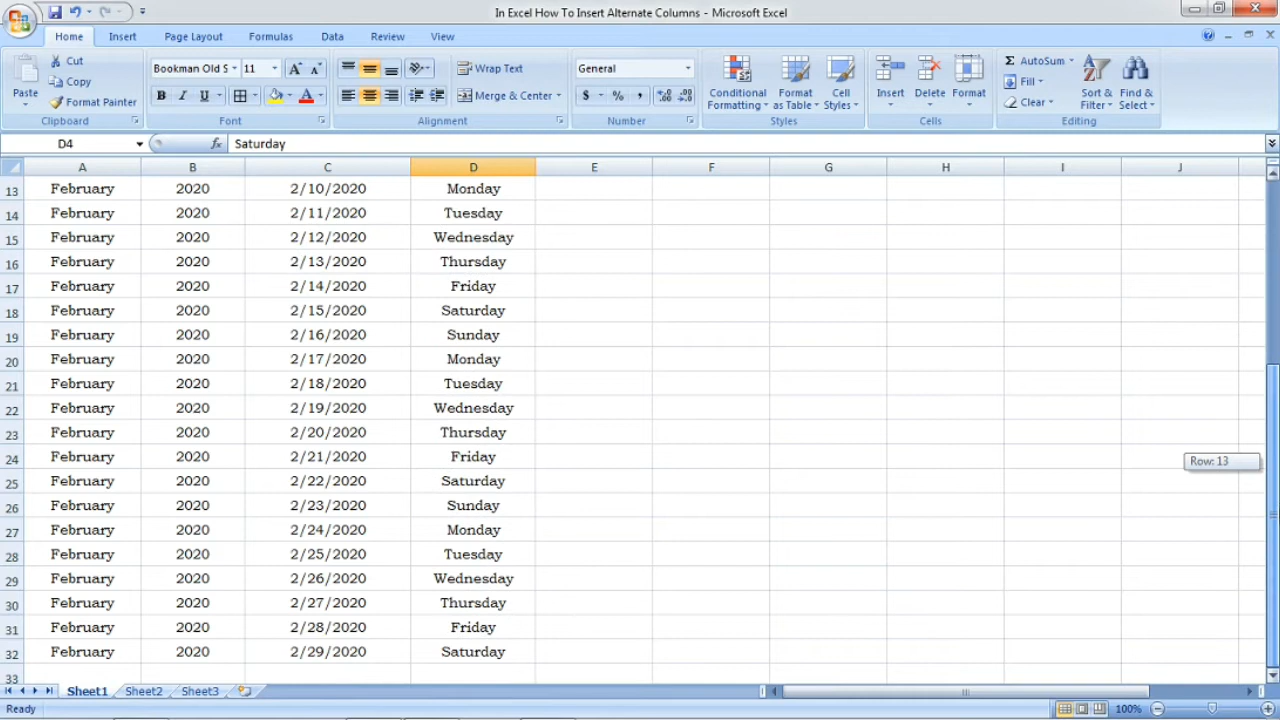 In Excel How To Insert Alternate Columns - Microsoft Excel
Home Insert Page Layout Formulas Data Review View
Paste Cut Copy Format Painter
Clipboard
Bookman Old S 11
B I U A
Font
Wrap Text
Merge & Center
Alignment
General
$ % ,
Number
Conditional Formatting Format as Table Cell Styles
Styles
Insert Delete Format
Cells
Σ AutoSum Fill Clear Sort & Filter Find & Select
Editing
D4 fx Saturday
A B C D E F G H I J
13 February 2020 2/10/2020 Monday
14 February 2020 2/11/2020 Tuesday
15 February 2020 2/12/2020 Wednesday
16 February 2020 2/13/2020 Thursday
17 February 2020 2/14/2020 Friday
18 February 2020 2/15/2020 Saturday
19 February 2020 2/16/2020 Sunday
20 February 2020 2/17/2020 Monday
21 February 2020 2/18/2020 Tuesday
22 February 2020 2/19/2020 Wednesday
23 February 2020 2/20/2020 Thursday
24 February 2020 2/21/2020 Friday Row: 13
25 February 2020 2/22/2020 Saturday
26 February 2020 2/23/2020 Sunday
27 February 2020 2/24/2020 Monday
28 February 2020 2/25/2020 Tuesday
29 February 2020 2/26/2020 Wednesday
30 February 2020 2/27/2020 Thursday
31 February 2020 2/28/2020 Friday
32 February 2020 2/29/2020 Saturday
33
Sheet1 Sheet2 Sheet3
Ready 100%